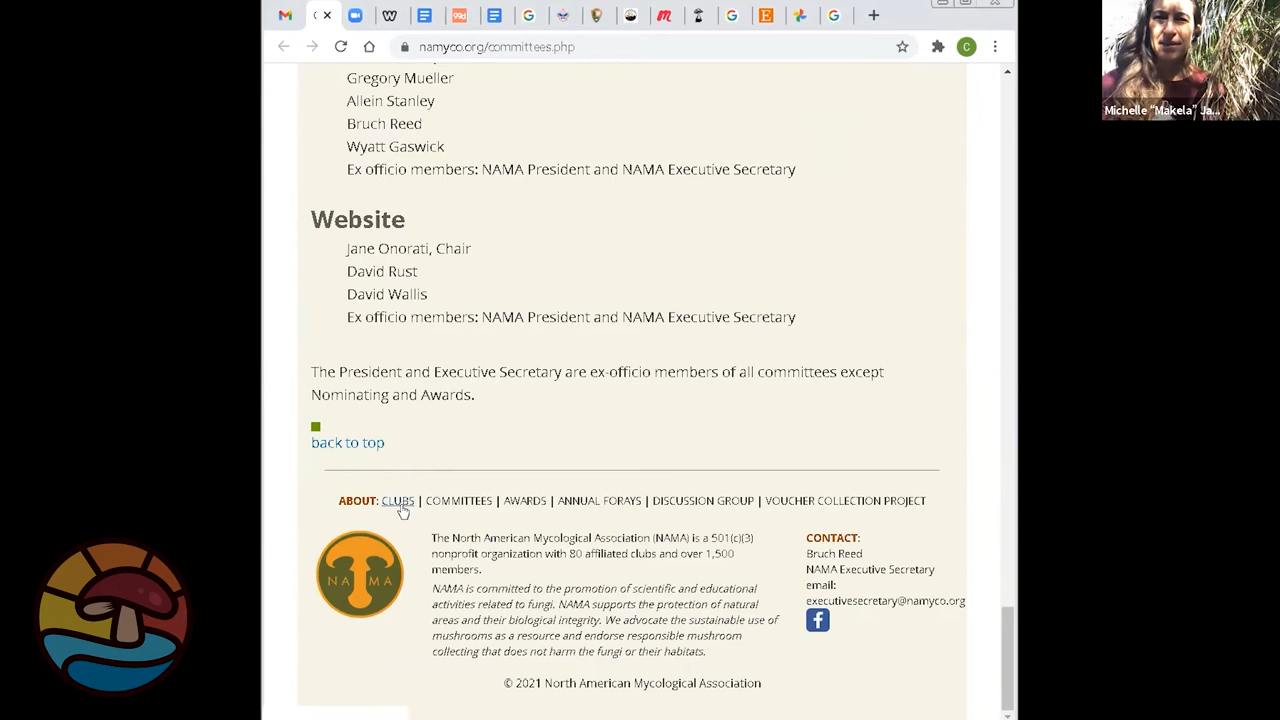 namyco.org/committees.php
C
Michelle "Makela" Ja...
Gregory Mueller
Allein Stanley
Bruch Reed
Wyatt Gaswick
Ex officio members: NAMA President and NAMA Executive Secretary
Website
Jane Onorati, Chair
David Rust
David Wallis
Ex officio members: NAMA President and NAMA Executive Secretary
The President and Executive Secretary are ex-officio members of all committees except
Nominating and Awards.
back to top
ABOUT: CLUBS | COMMITTEES | AWARDS | ANNUAL FORAYS | DISCUSSION GROUP | VOUCHER COLLECTION PROJECT
NAMA
The North American Mycological Association (NAMA) is a 501(c)(3)
nonprofit organization with 80 affiliated clubs and over 1,500
members.
NAMA is committed to the promotion of scientific and educational
activities related to fungi. NAMA supports the protection of natural
areas and their biological integrity. We advocate the sustainable use of
mushrooms as a resource and endorse responsible mushroom
collecting that does not harm the fungi or their habitats.
CONTACT:
Bruch Reed
NAMA Executive Secretary
email:
executivesecretary@namyco.org
© 2021 North American Mycological Association